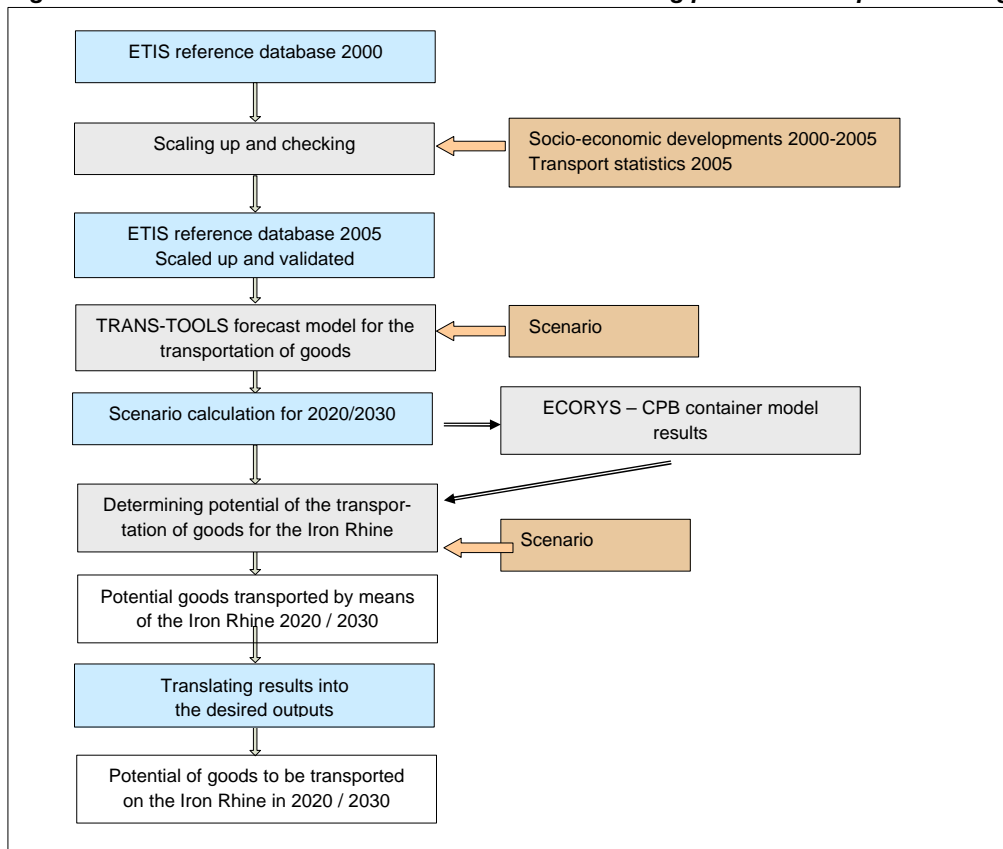 ETIS reference database 2000
Scaling up and checking
Socio-economic developments 2000-2005
Transport statistics 2005
ETIS reference database 2005
Scaled up and validated
TRANS-TOOLS forecast model for the
transportation of goods
Scenario
Scenario calculation for 2020/2030
ECORYS – CPB container model
results
Determining potential of the transpor-
tation of goods for the Iron Rhine
Scenario
Potential goods transported by means
of the Iron Rhine 2020 / 2030
Translating results into
the desired outputs
Potential of goods to be transported
on the Iron Rhine in 2020 / 2030